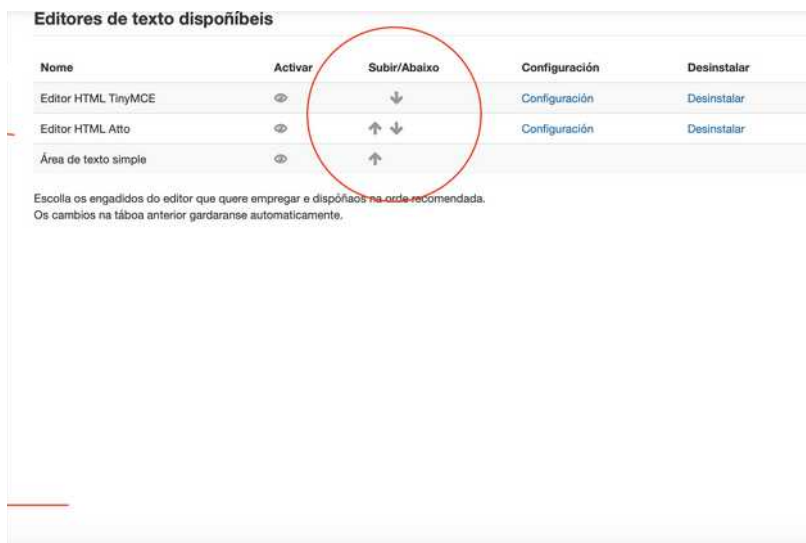 Editores de texto dispoñíbeis
Nome Activar Subir/Abaixo Configuración Desinstalar
Editor HTML TinyMCE Configuración Desinstalar
Editor HTML Atto Configuración Desinstalar
Área de texto simple
Escolla os engadidos do editor que quere empregar e dispóñaos na orde recomendada.
Os cambios na táboa anterior gardaranse automaticamente.